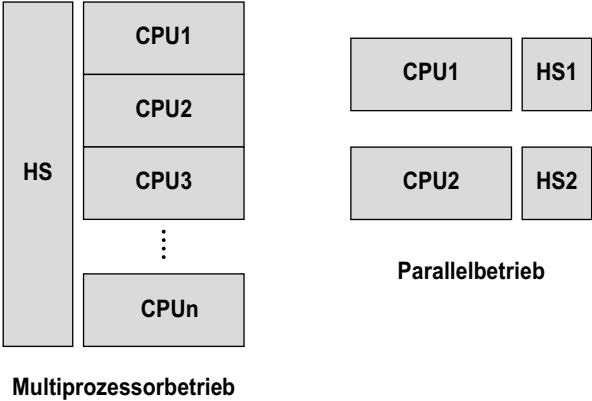 HS
CPU1
CPU2
CPU3
CPUn
Multiprozessorbetrieb
CPU1
HS1
CPU2
HS2
Parallelbetrieb